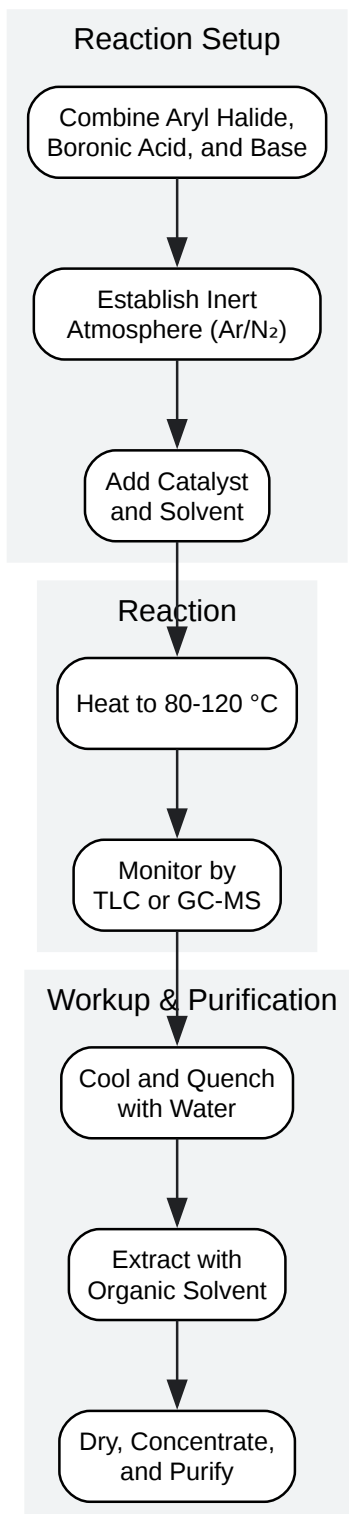 Reaction Setup
Combine Aryl Halide,
Boronic Acid, and Base
Establish Inert
Atmosphere (Ar/N₂)
Add Catalyst
and Solvent
Reaction
Heat to 80-120 °C
Monitor by
TLC or GC-MS
Workup & Purification
Cool and Quench
with Water
Extract with
Organic Solvent
Dry, Concentrate,
and Purify